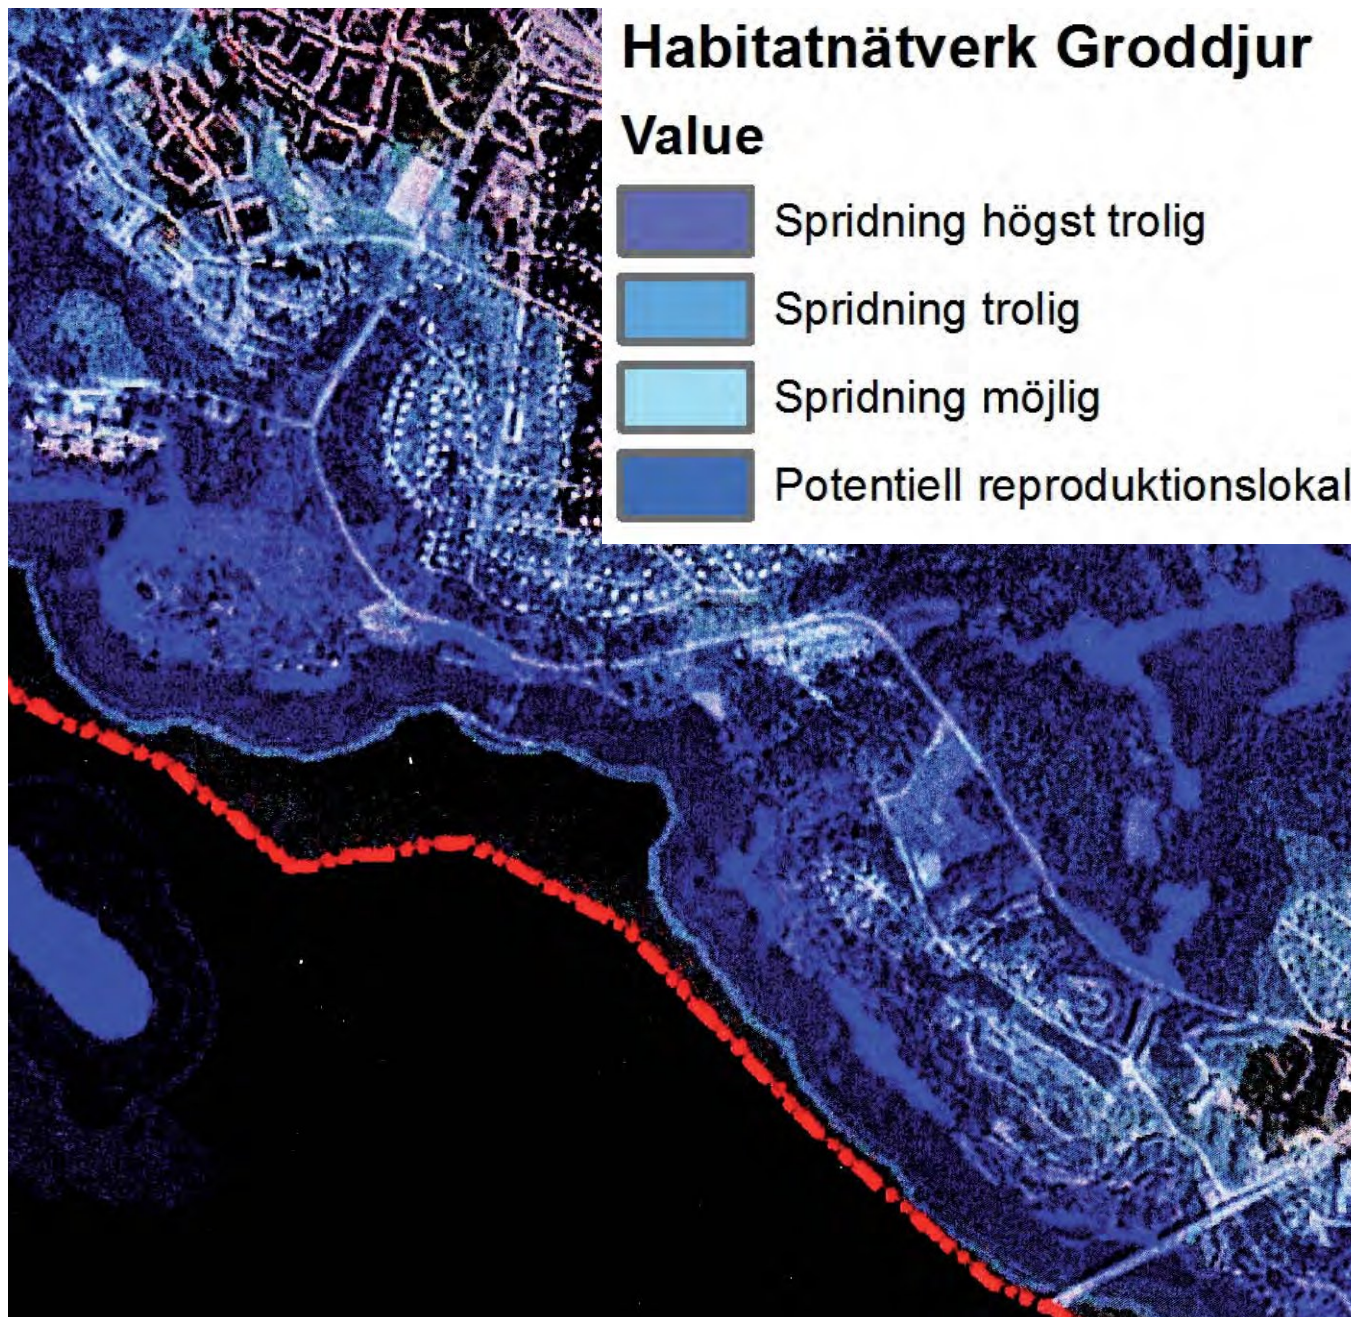 Habitatnätverk Groddjur
Value
Spridning högst trolig
Spridning trolig
Spridning möjlig
Potentiell reproduktionslokal